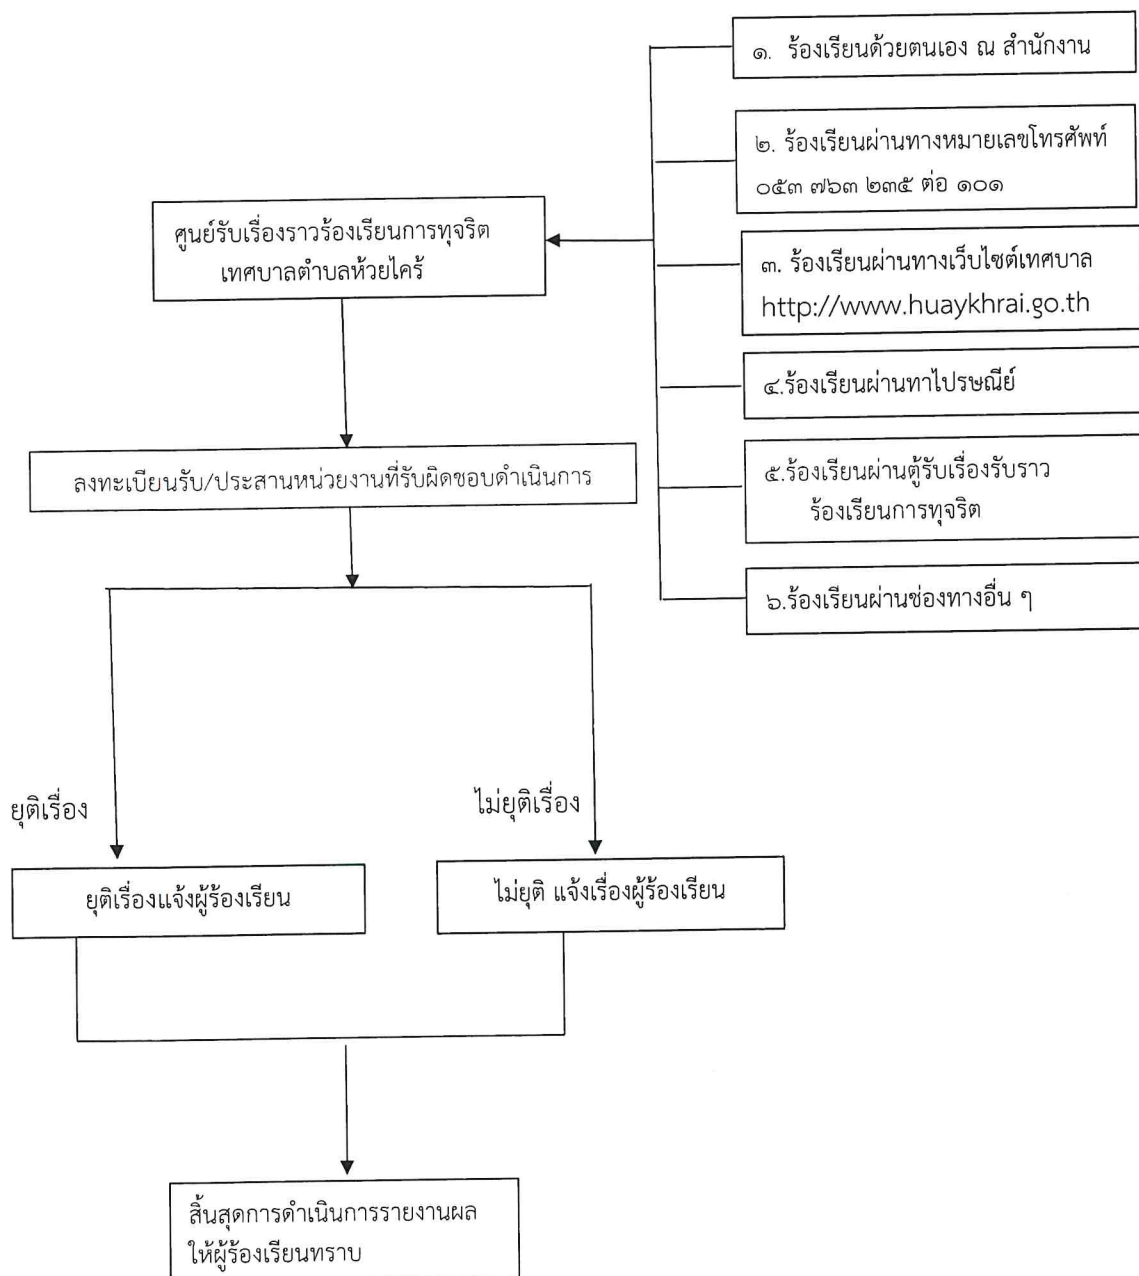 ๑. ร้องเรียนด้วยตนเอง ณ สำนักงาน
๒. ร้องเรียนผ่านทางหมายเลขโทรศัพท์
๐๕๓ ๗๖๓ ๒๓๕ ต่อ ๑๐๑
๓. ร้องเรียนผ่านทางเว็บไซต์เทศบาล
http://www.huaykhrai.go.th
๔.ร้องเรียนผ่านทาไปรษณีย์
๕.ร้องเรียนผ่านตู้รับเรื่องรับราว
ร้องเรียนการทุจริต
๖.ร้องเรียนผ่านช่องทางอื่น ๆ
ศูนย์รับเรื่องราวร้องเรียนการทุจริต
เทศบาลตำบลห้วยไคร้
ลงทะเบียนรับ/ประสานหน่วยงานที่รับผิดชอบดำเนินการ
ยุติเรื่อง
ไม่ยุติเรื่อง
ยุติเรื่องแจ้งผู้ร้องเรียน
ไม่ยุติ แจ้งเรื่องผู้ร้องเรียน
สิ้นสุดการดำเนินการรายงานผล
ให้ผู้ร้องเรียนทราบ